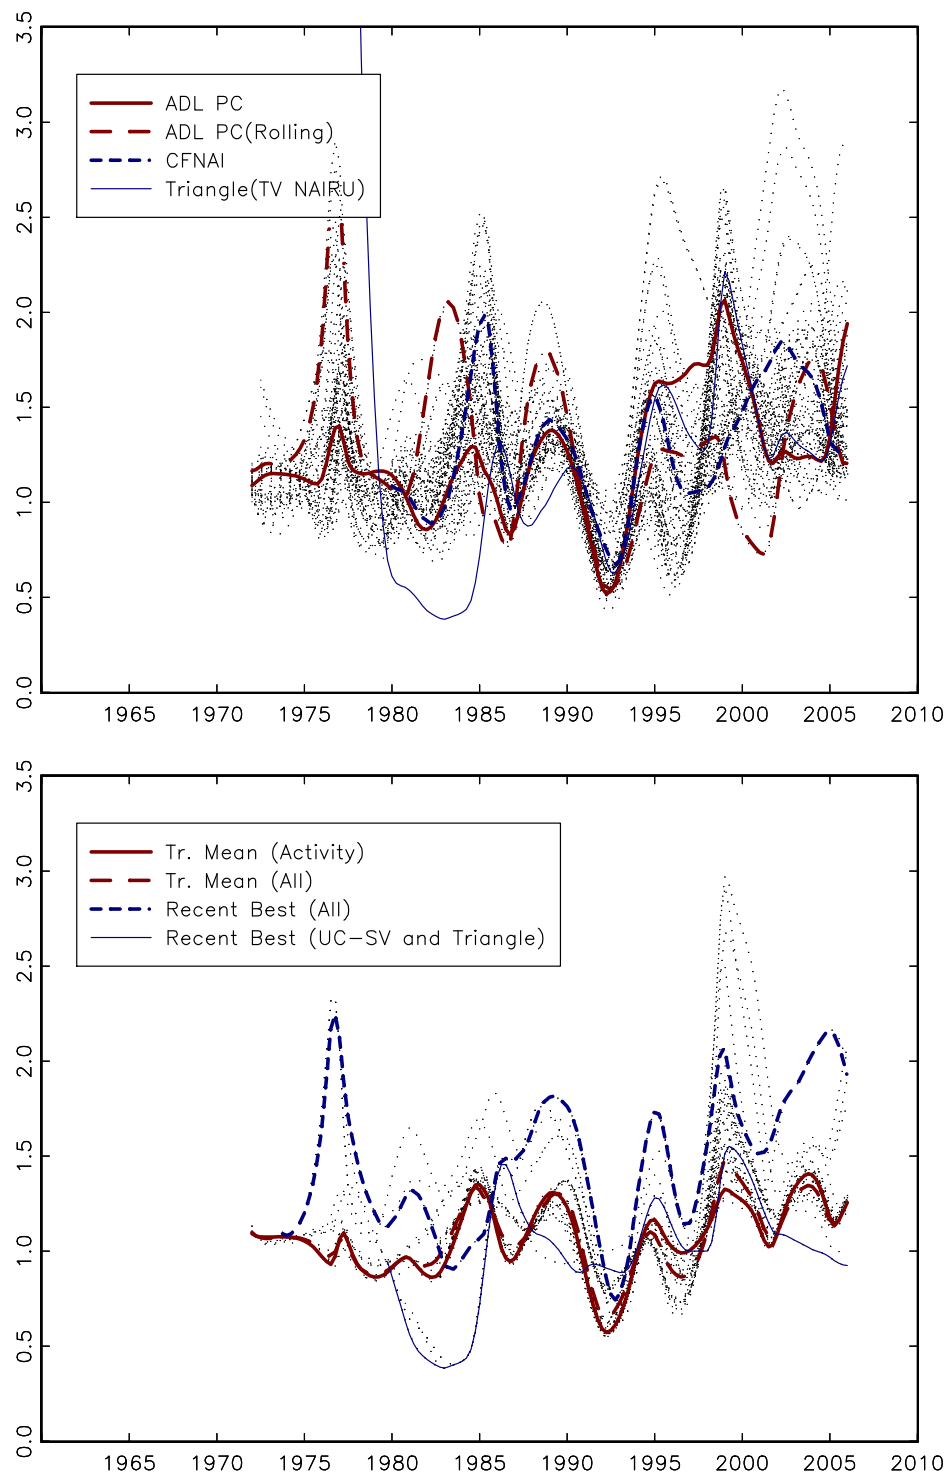 3.5
3.0
2.5
2.0
1.5
1.0
0.5
0.0
ADL PC
ADL PC(Rolling)
CFNAI
Triangle(TV NAIRU)
1965 1970 1975 1980 1985 1990 1995 2000 2005 2010
3.5
3.0
2.5
2.0
1.5
1.0
0.5
0.0
Tr. Mean (Activity)
Tr. Mean (All)
Recent Best (All)
Recent Best (UC-SV and Triangle)
1965 1970 1975 1980 1985 1990 1995 2000 2005 2010